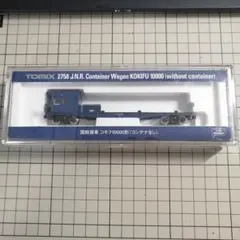 TOMIX 2758 J.N.R. Container Wagon KOKIFU 10000 (without container)
国鉄貨車 コキフ10000形(コンテナなし)